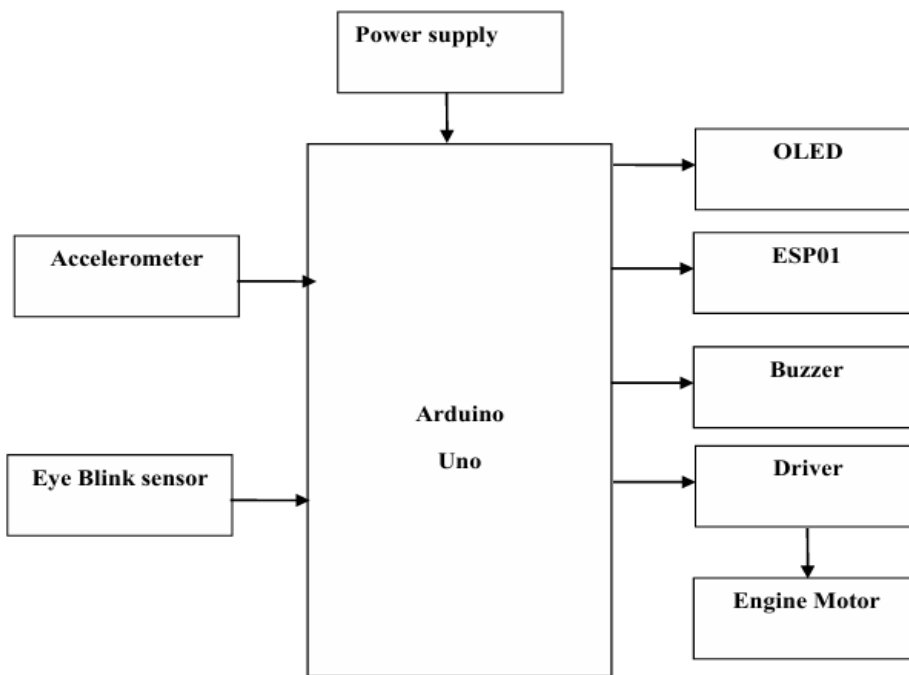 Power supply
OLED
Accelerometer
ESP01
Buzzer
Arduino
Uno
Eye Blink sensor
Driver
Engine Motor